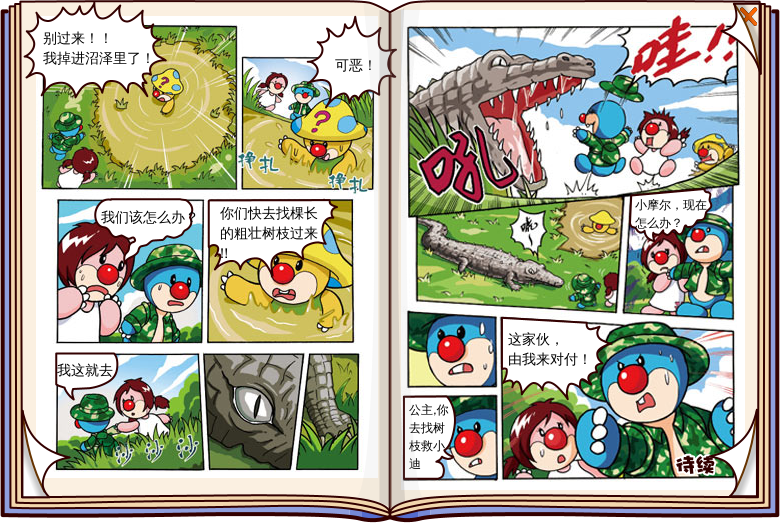 别过来！！
我掉进沼泽里了！
?
可恶！
?
挣扎
挣扎
我们该怎么办?
你们快去找棵长
的粗壮树枝过来
!!
我这就去
沙 沙 沙
哇!!
吼
吼~
小摩尔，现在
怎么办？
这家伙，
由我来对付！
公主,你
去找树
枝救小
迪
待续